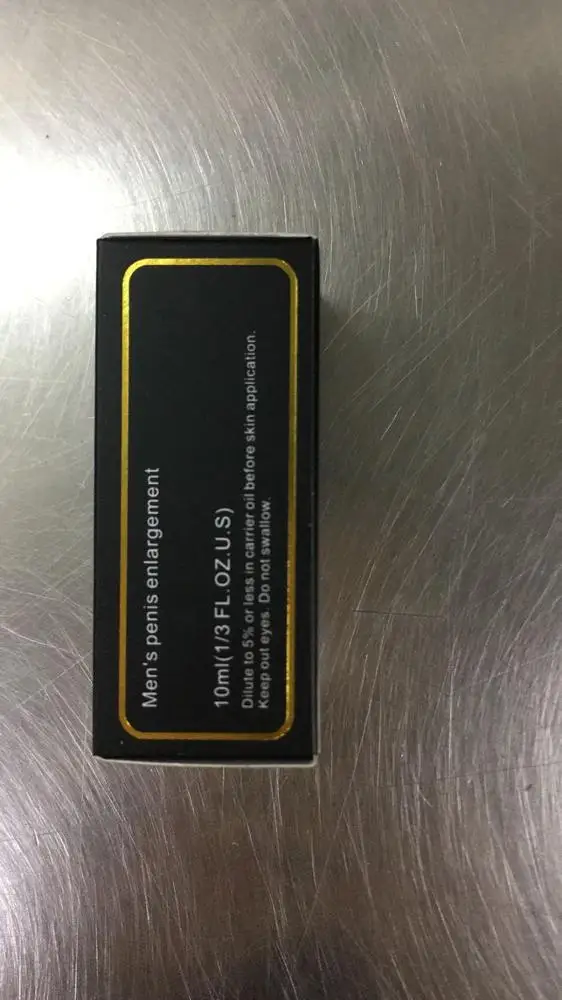 Men's penis enlargement
10ml(1/3 FL.OZ.U.S)
Dilute to 5% or less in carrier oil before skin application.
Keep out eyes. Do not swallow.